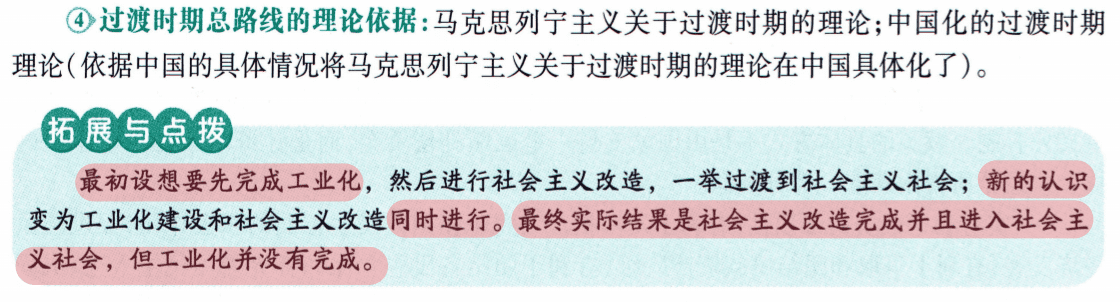 ④过渡时期总路线的理论依据:马克思列宁主义关于过渡时期的理论;中国化的过渡时期
理论(依据中国的具体情况将马克思列宁主义关于过渡时期的理论在中国具体化了)。
拓展与点拨
最初设想要先完成工业化，然后进行社会主义改造，一举过渡到社会主义社会；新的认识
变为工业化建设和社会主义改造同时进行。最终实际结果是社会主义改造完成并且进入社会主
义社会，但工业化并没有完成。